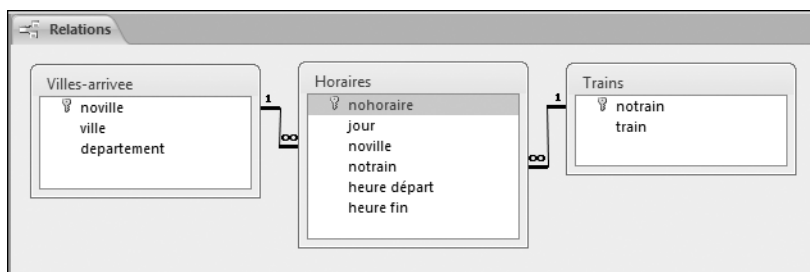 Relations
Villes-arrivee
noville
ville
departement
1
∞
Horaires
nohoraire
jour
noville
notrain
heure départ
heure fin
1
∞
Trains
notrain
train